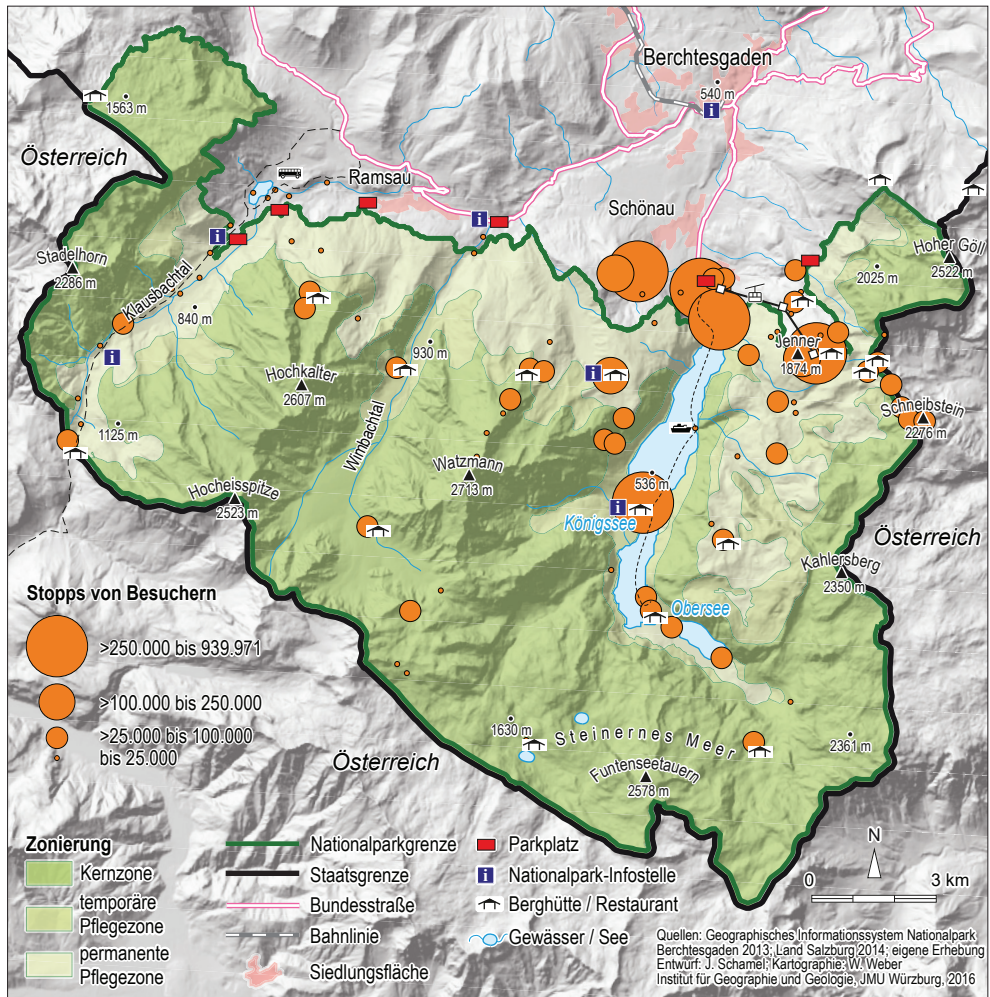 Berchtesgaden
540 m
i
1563 m
Österreich
Ramsau
i
Schönau
i
Stadelhorn
2286 m
Klausbachtal
840 m
Hoher Göll
2522 m
2025 m
i
930 m
Hochkalter
2607 m
i
Jenner
1874 m
Schneibstein
2276 m
1125 m
Wimbachtal
Watzmann
2713 m
Hocheisspitze
2523 m
536 m
i
Königssee
Österreich
Kahlersberg
2350 m
Obersee
Stopps von Besuchern
>250.000 bis 939.971
>100.000 bis 250.000
>25.000 bis 100.000
bis 25.000
1630 m
Steinernes Meer
2361 m
Österreich
Funtenseetauern
2578 m
Zonierung
Kernzone
temporäre
Pflegezone
permanente
Pflegezone
Nationalparkgrenze
Staatsgrenze
Bundesstraße
Bahnlinie
Siedlungsfläche
Parkplatz
i Nationalpark-Infostelle
Berghütte / Restaurant
Gewässer / See
N
0 3 km
Quellen: Geographisches Informationssystem Nationalpark
Berchtesgaden 2013; Land Salzburg 2014; eigene Erhebung
Entwurf: J. Schamel; Kartographie: W. Weber
Institut für Geographie und Geologie, JMU Würzburg, 2016